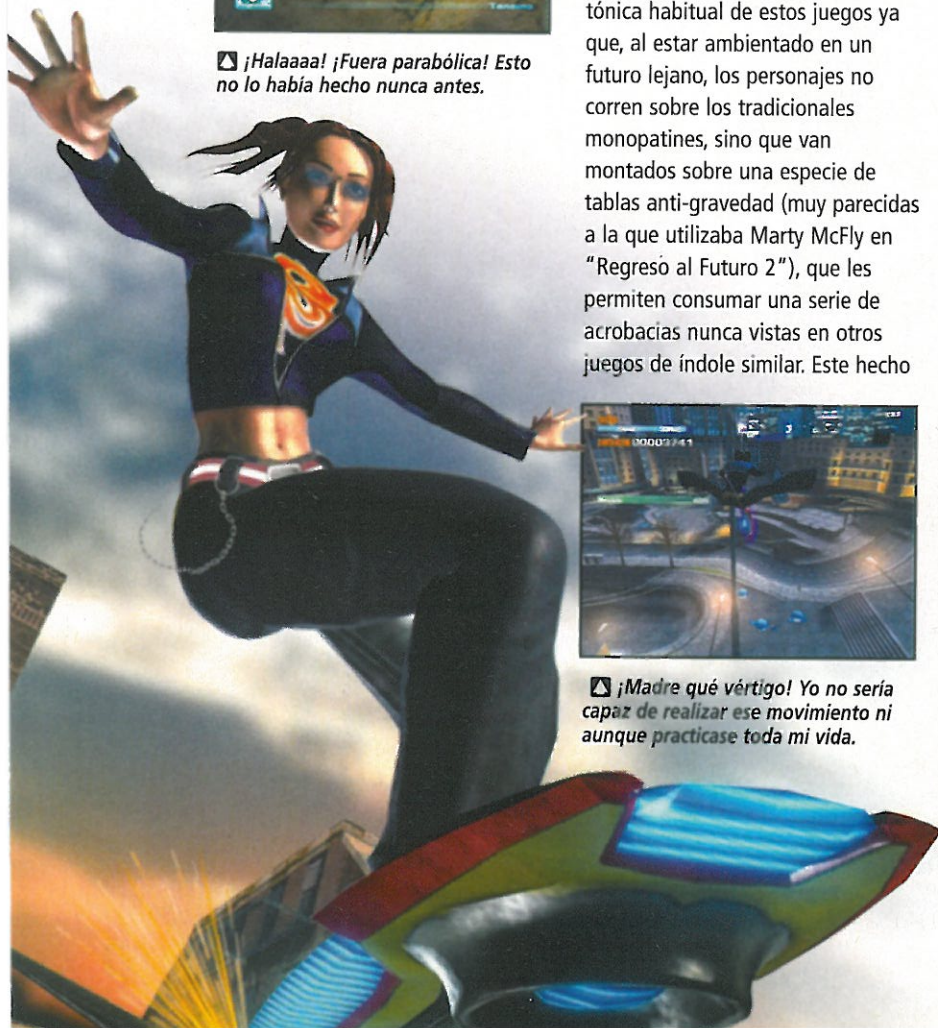 ¡Halaaaa! ¡Fuera parabólica! Esto
no lo había hecho nunca antes.
tónica habitual de estos juegos ya
que, al estar ambientado en un
futuro lejano, los personajes no
corren sobre los tradicionales
monopatines, sino que van
montados sobre una especie de
tablas anti-gravedad (muy parecidas
a la que utilizaba Marty McFly en
"Regreso al Futuro 2"), que les
permiten consumar una serie de
acrobacias nunca vistas en otros
juegos de índole similar. Este hecho
00003741
¡Madre qué vértigo! Yo no sería
capaz de realizar ese movimiento ni
aunque practicase toda mi vida.